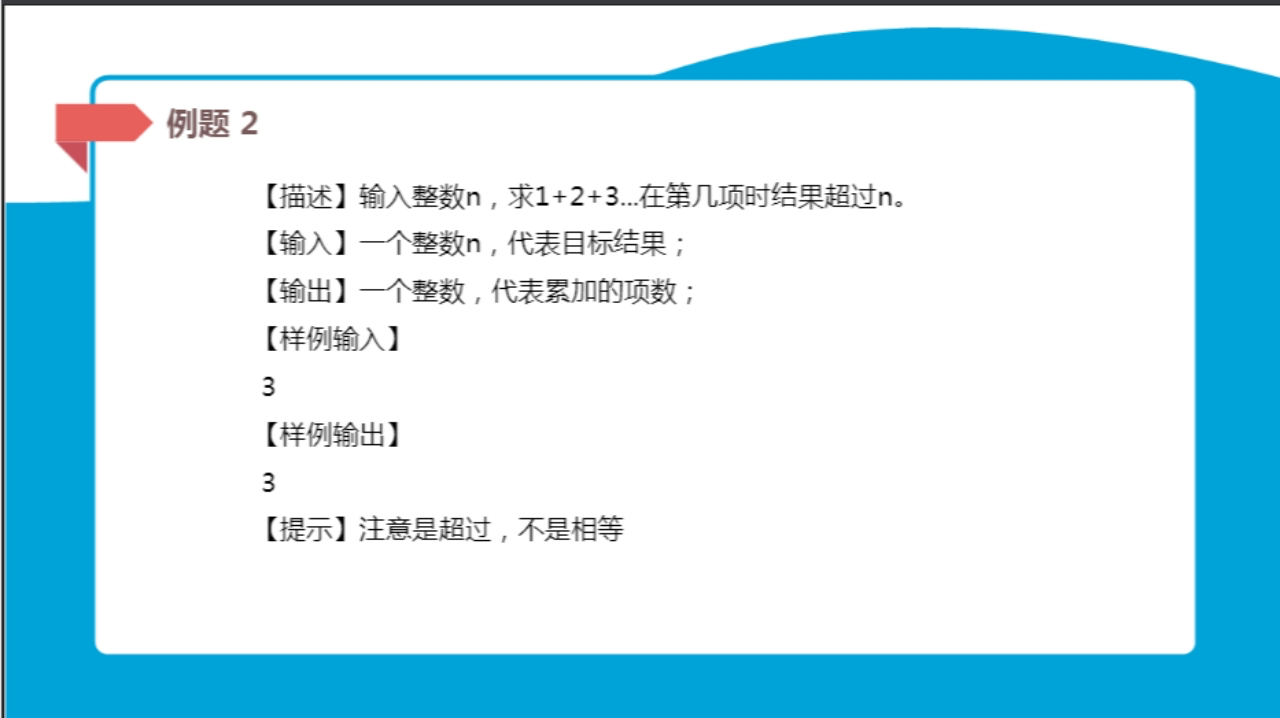 例题 2
【描述】输入整数n，求1+2+3...在第几项时结果超过n。
【输入】一个整数n，代表目标结果；
【输出】一个整数，代表累加的项数；
【样例输入】
3
【样例输出】
3
【提示】注意是超过，不是相等